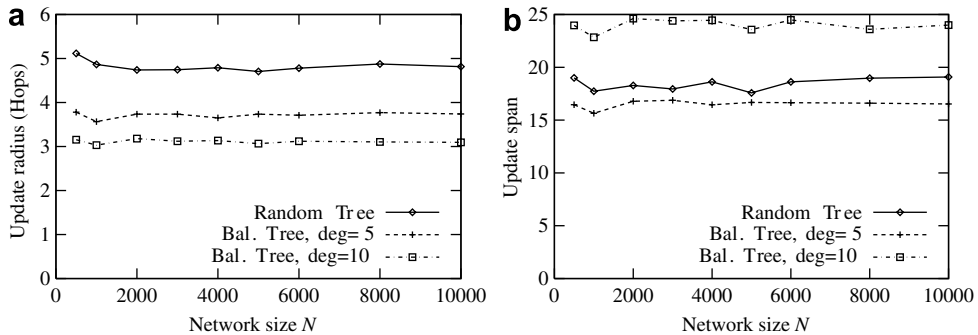 a
Update radius (Hops)
6
5
4
3
2
1
0
Random Tree
Bal. Tree, deg= 5
Bal. Tree, deg=10
0 2000 4000 6000 8000 10000
Network size N
b
Update span
25
20
15
10
5
0
Random Tree
Bal. Tree, deg= 5
Bal. Tree, deg=10
0 2000 4000 6000 8000 10000
Network size N